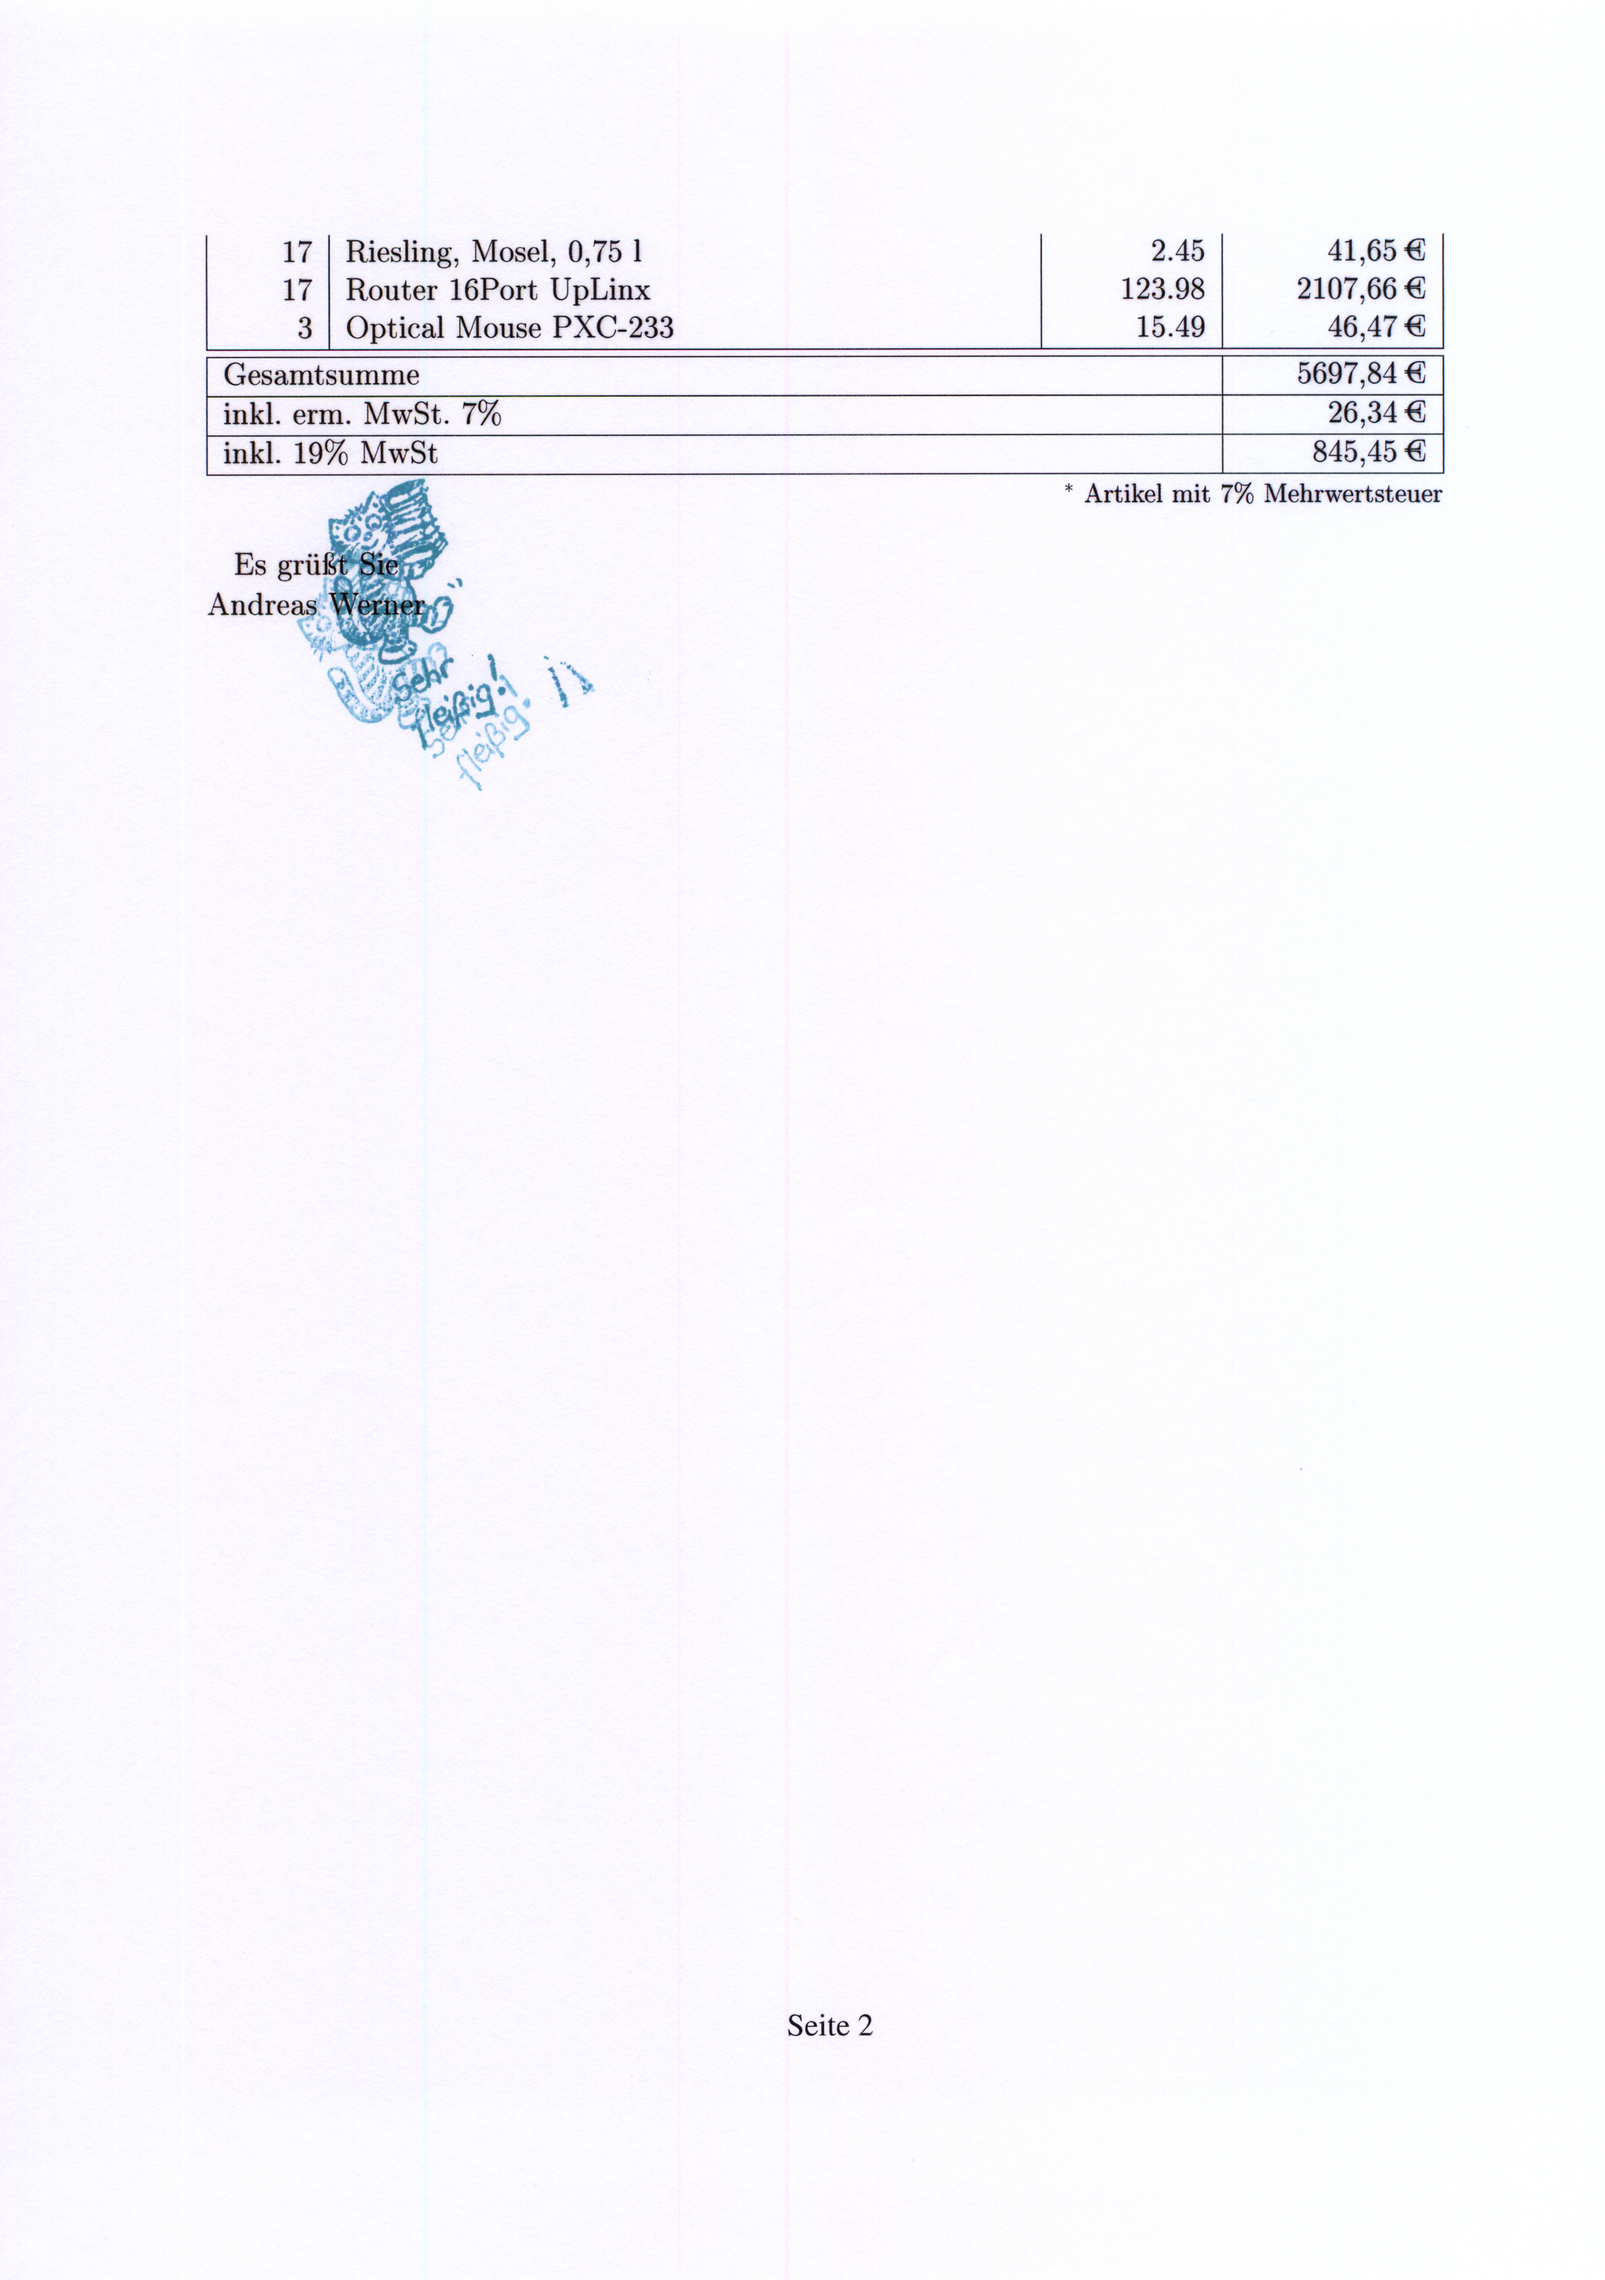 17 Riesling, Mosel, 0,75 l 2.45 41,65 €
17 Router 16Port UpLinx 123.98 2107,66 €
3 Optical Mouse PXC-233 15.49 46,47 €
Gesamtsumme 5697,84 €
inkl. erm. MwSt. 7% 26,34 €
inkl. 19% MwSt 845,45 €
* Artikel mit 7% Mehrwertsteuer
Es grüßt Sie
Andreas Werner
Sehr
fleißig!
Sehr
fleißig!
Seite 2